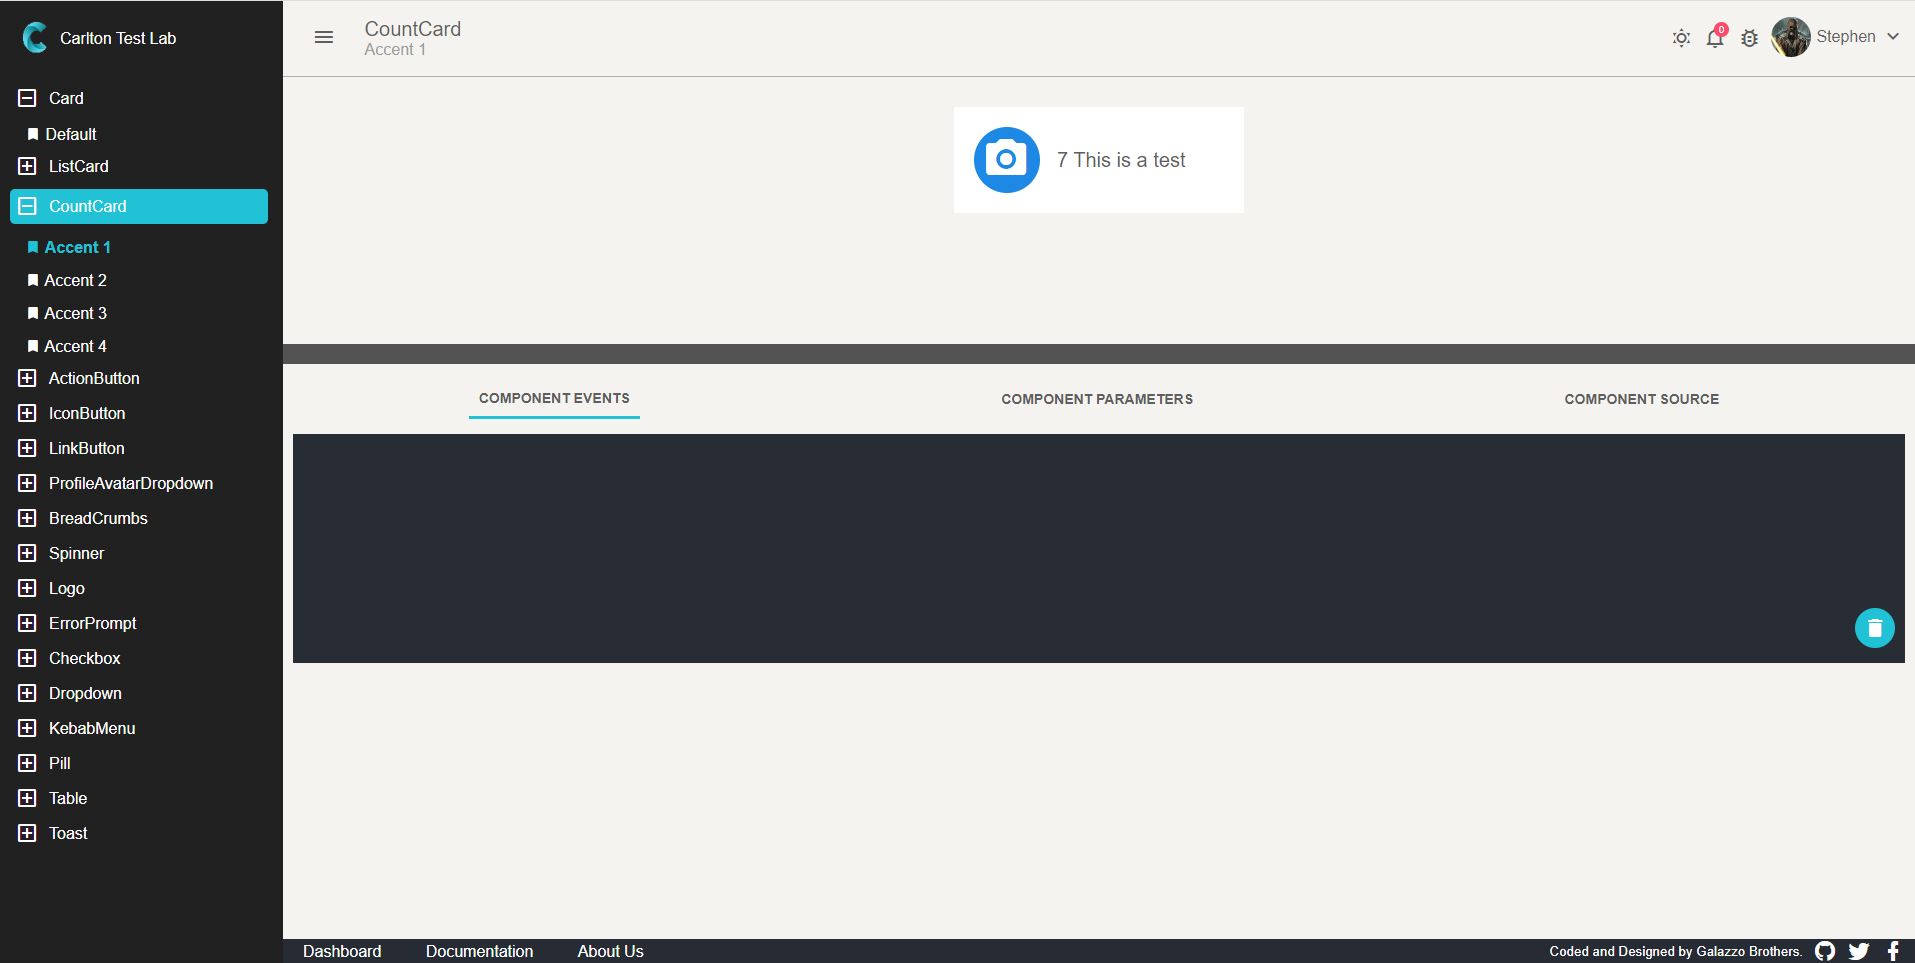 Carlton Test Lab
Card
Default
ListCard
CountCard
Accent 1
Accent 2
Accent 3
Accent 4
ActionButton
IconButton
LinkButton
ProfileAvatarDropdown
BreadCrumbs
Spinner
Logo
ErrorPrompt
Checkbox
Dropdown
KebabMenu
Pill
Table
Toast
CountCard
Accent 1
0
Stephen
7 This is a test
COMPONENT EVENTS
COMPONENT PARAMETERS
COMPONENT SOURCE
Dashboard
Documentation
About Us
Coded and Designed by Galazzo Brothers.